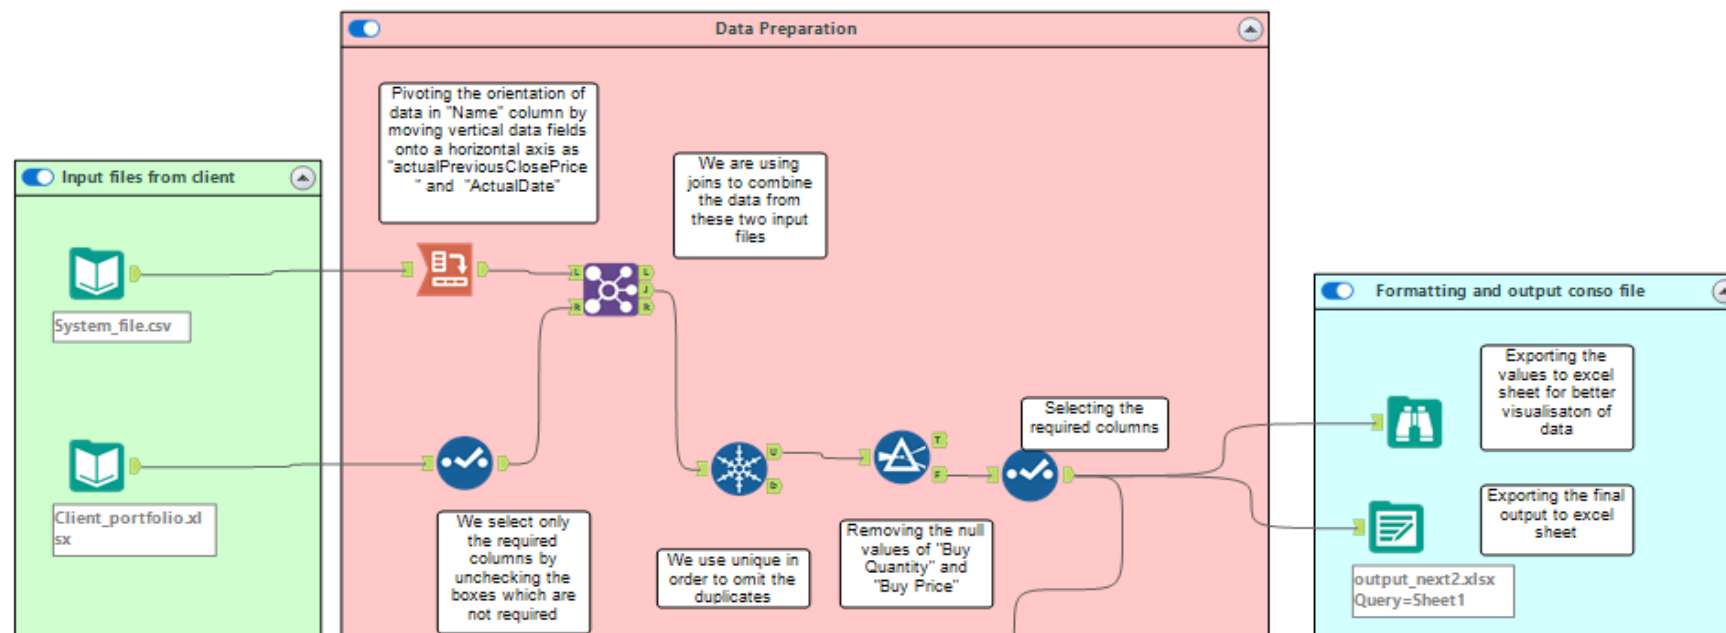 Data Preparation
Pivoting the orientation of
data in "Name" column by
moving vertical data fields
onto a horizontal axis as
"actualPreviousClosePrice
" and "ActualDate"
We are using
joins to combine
the data from
these two input
files
Input files from client
System_file.csv
Client_portfolio.xl
sx
L
R
L
J
R
We select only
the required
columns by
unchecking the
boxes which are
not required
U
D
We use unique in
order to omit the
duplicates
T
F
Removing the null
values of "Buy
Quantity" and
"Buy Price"
Selecting the
required columns
Formatting and output conso file
Exporting the
values to excel
sheet for better
visualisaton of
data
Exporting the final
output to excel
sheet
output_next2.xlsx
Query=Sheet1